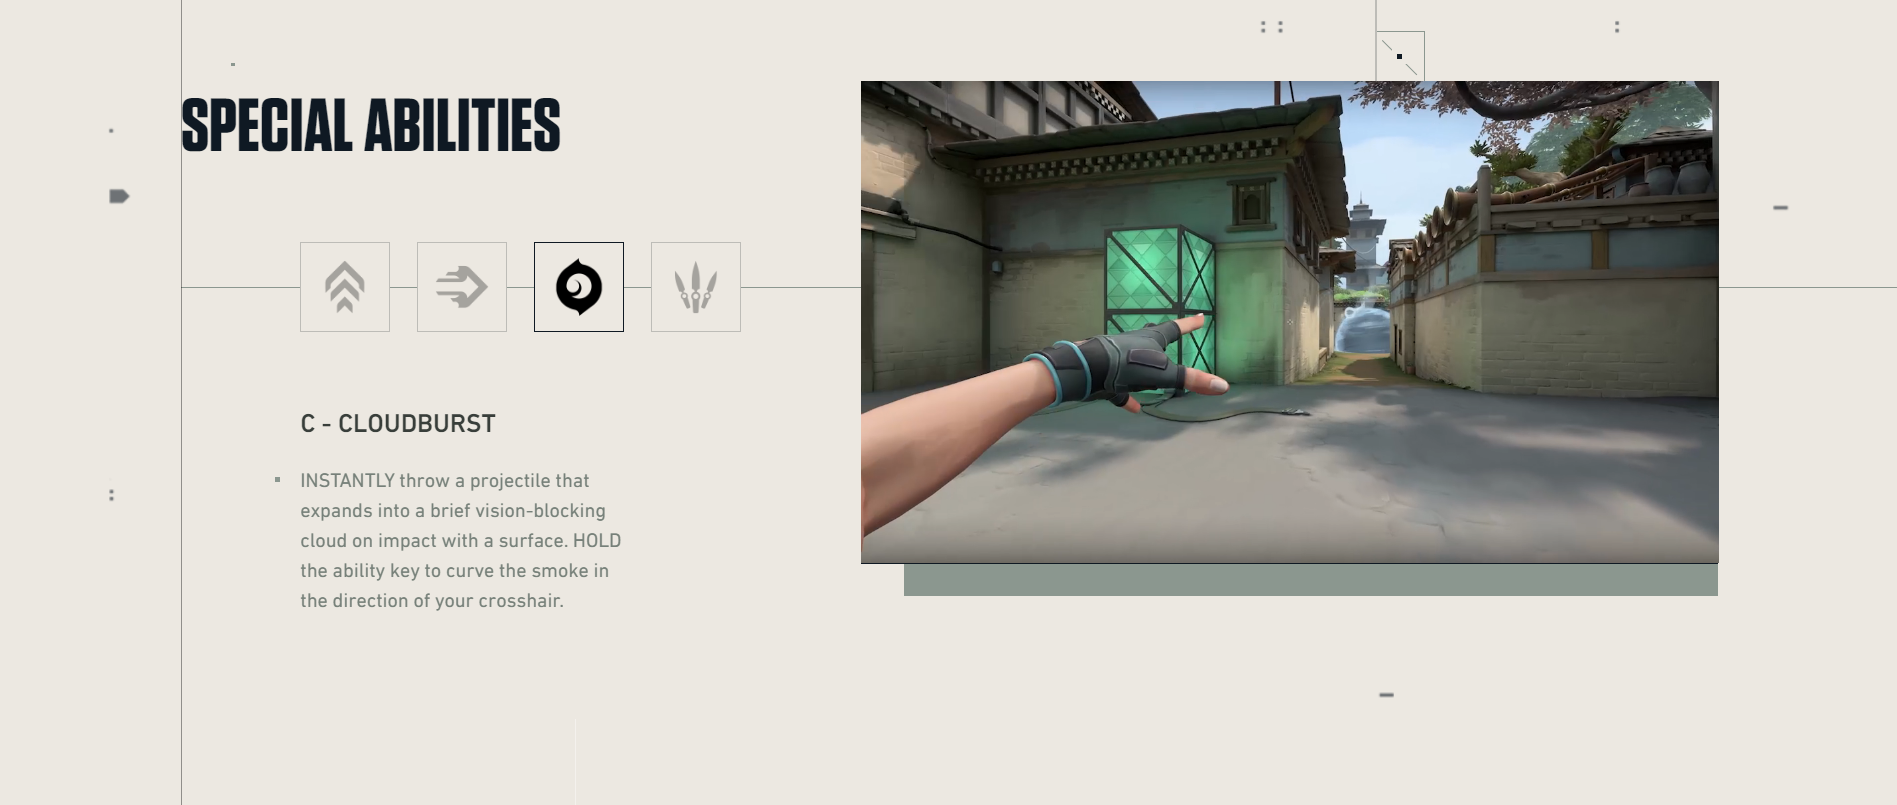 SPECIAL ABILITIES
C - CLOUDBURST
INSTANTLY throw a projectile that
expands into a brief vision-blocking
cloud on impact with a surface. HOLD
the ability key to curve the smoke in
the direction of your crosshair.